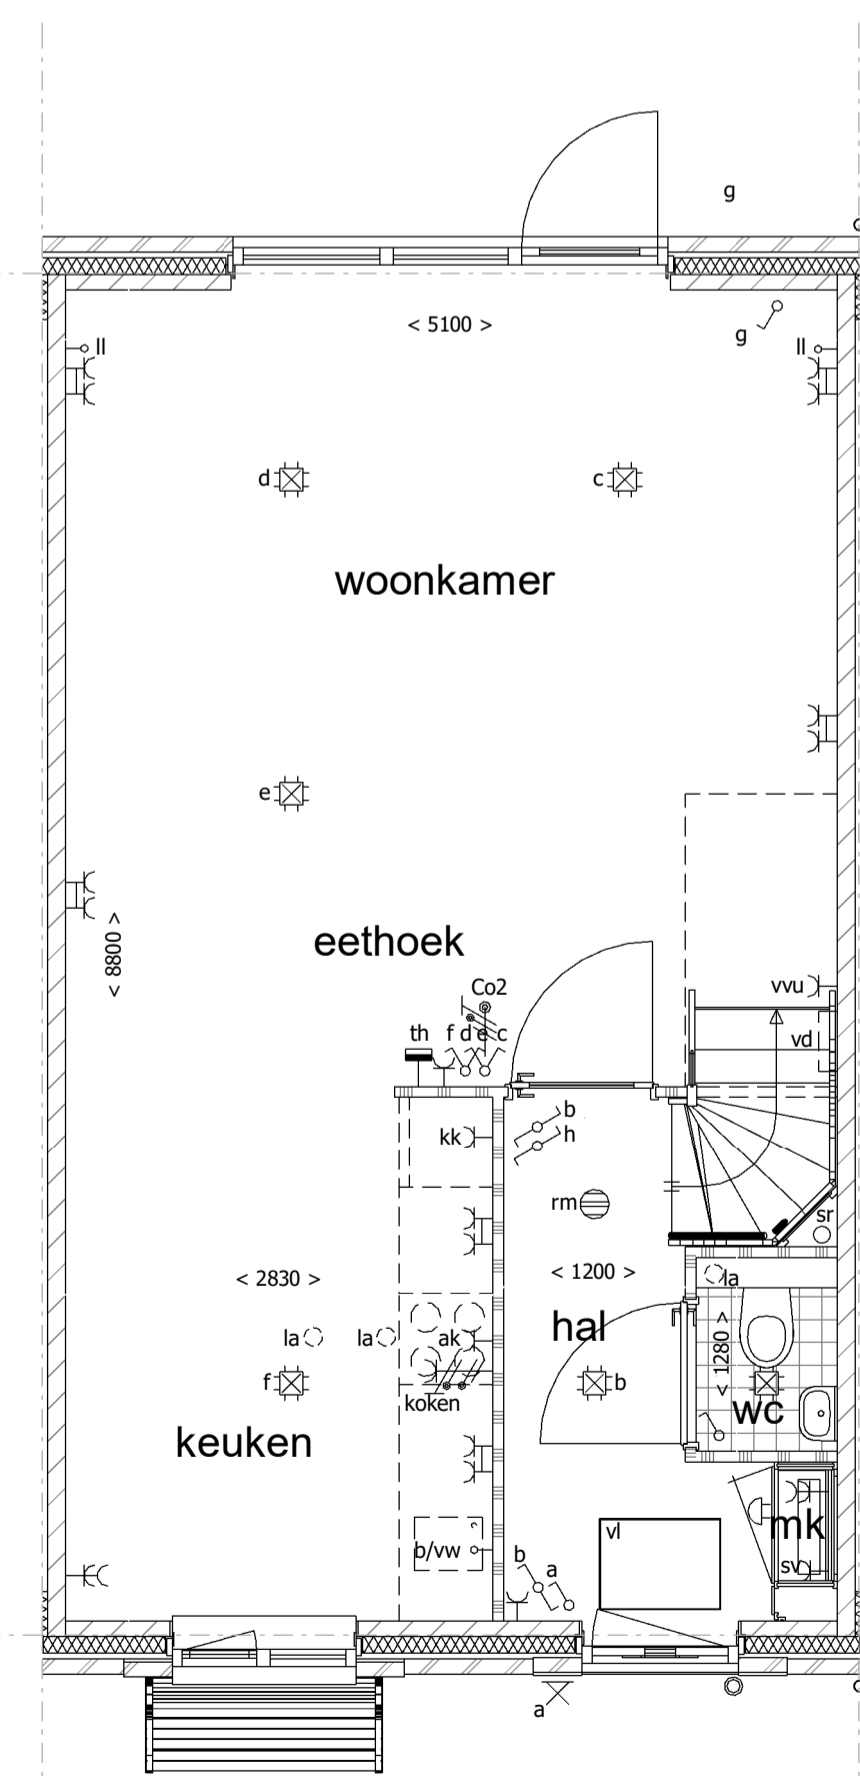 g
< 5100 >
g
ll
ll
d
c
woonkamer
e
eethoek
< 8800 >
Co2
vvu
th
f d e c
vd
b
h
kk
rm
sr
< 2830 >
< 1200 >
la
la
la
ak
hal
< 1280 >
f
b
koken
wc
keuken
mk
vl
b/vw
b
a
sv
a